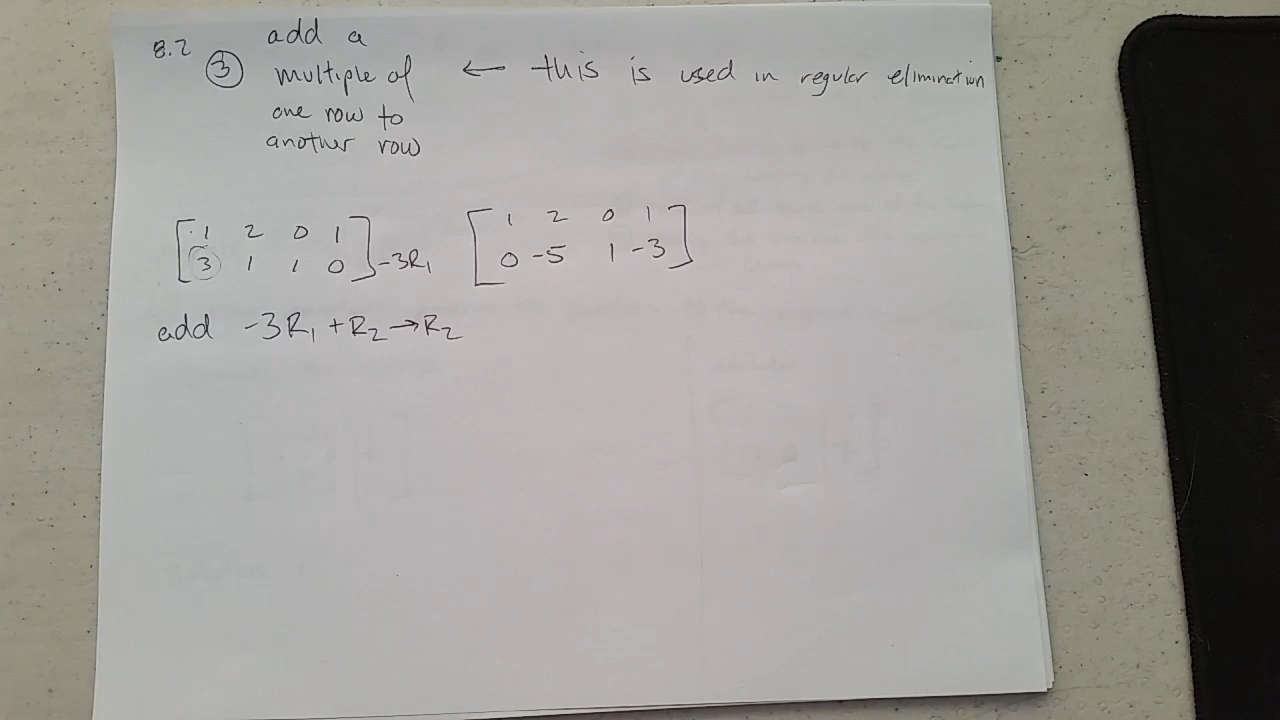 8.2
③ add a
multiple of ← this is used in regular elimination
one row to
another row
[1 2 0 1
3 1 1 0] -3R₁ [1 2 0 1
0 -5 1 -3]
add -3R₁ + R₂ → R₂